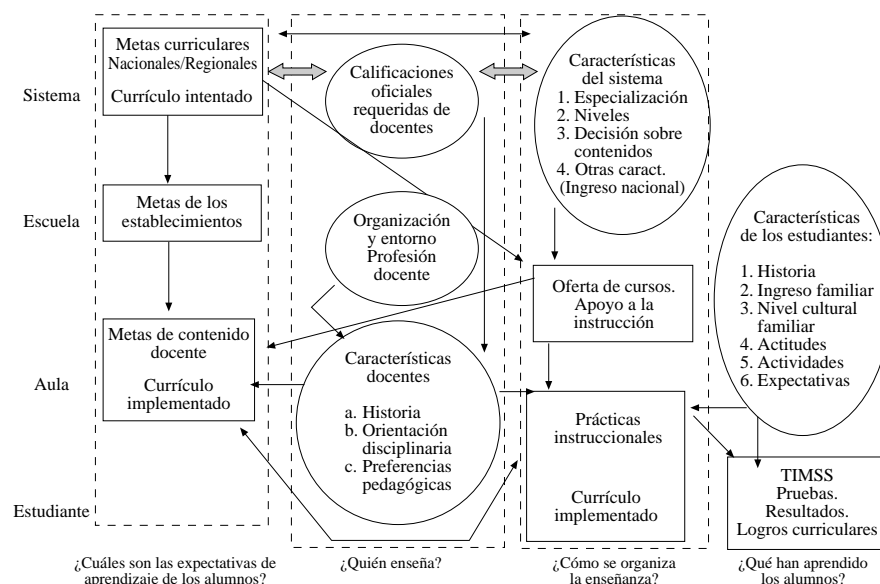 Sistema
Escuela
Aula
Estudiante
Metas curriculares
Nacionales/Regionales
Currículo intentado
Metas de los
establecimientos
Metas de contenido
docente
Currículo
implementado
¿Cuáles son las expectativas de
aprendizaje de los alumnos?
Calificaciones
oficiales
requeridas de
docentes
Organización
y entorno
Profesión
docente
Características
docentes
a. Historia
b. Orientación
disciplinaria
c. Preferencias
pedagógicas
¿Quién enseña?
Características
del sistema
1. Especialización
2. Niveles
3. Decisión sobre
contenidos
4. Otras caract.
(Ingreso nacional)
Oferta de cursos.
Apoyo a la
instrucción
Prácticas
instruccionales
Currículo
implementado
¿Cómo se organiza
la enseñanza?
Características
de los estudiantes:
1. Historia
2. Ingreso familiar
3. Nivel cultural
familiar
4. Actitudes
5. Actividades
6. Expectativas
TIMSS
Pruebas.
Resultados.
Logros curriculares
¿Qué han aprendido
los alumnos?